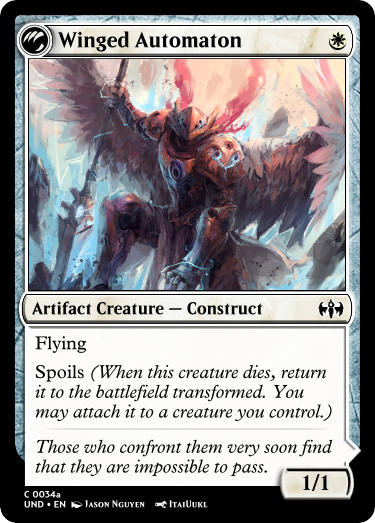 Winged Automaton
Artifact Creature — Construct
Flying
Spoils (When this creature dies, return
it to the battlefield transformed. You
may attach it to a creature you control.)
Those who confront them very soon find
that they are impossible to pass.
1/1
C 0034a
UND • EN Jason Nguyen ItaiUukl